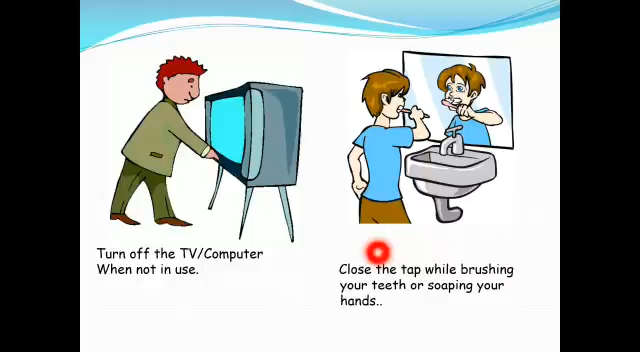 Turn off the TV/Computer
When not in use.
Close the tap while brushing
your teeth or soaping your
hands..